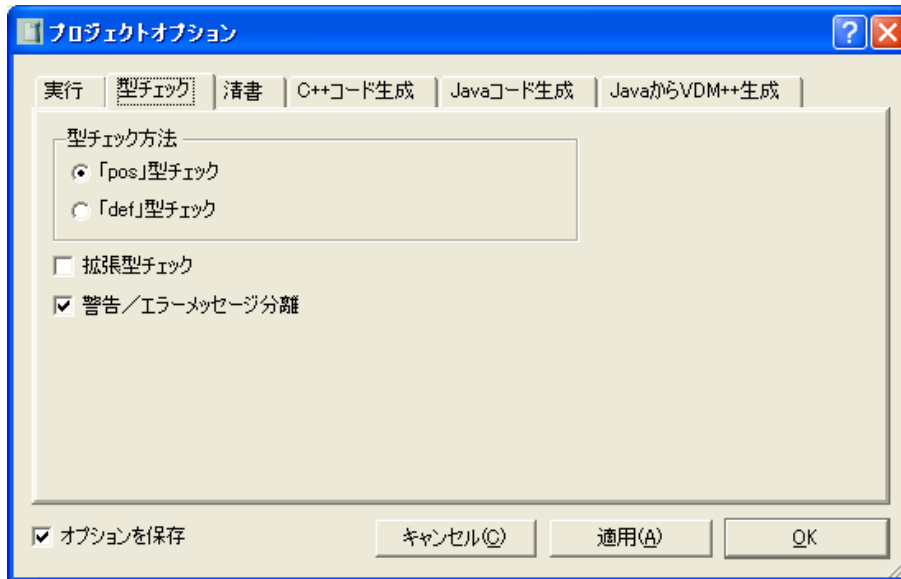 プロジェクトオプション
実行 型チェック 清書 C++コード生成 Javaコード生成 JavaからVDM++生成
型チェック方法
「pos」型チェック
「def」型チェック
拡張型チェック
警告／エラーメッセージ分離
オプションを保存 キャンセル(C) 適用(A) OK